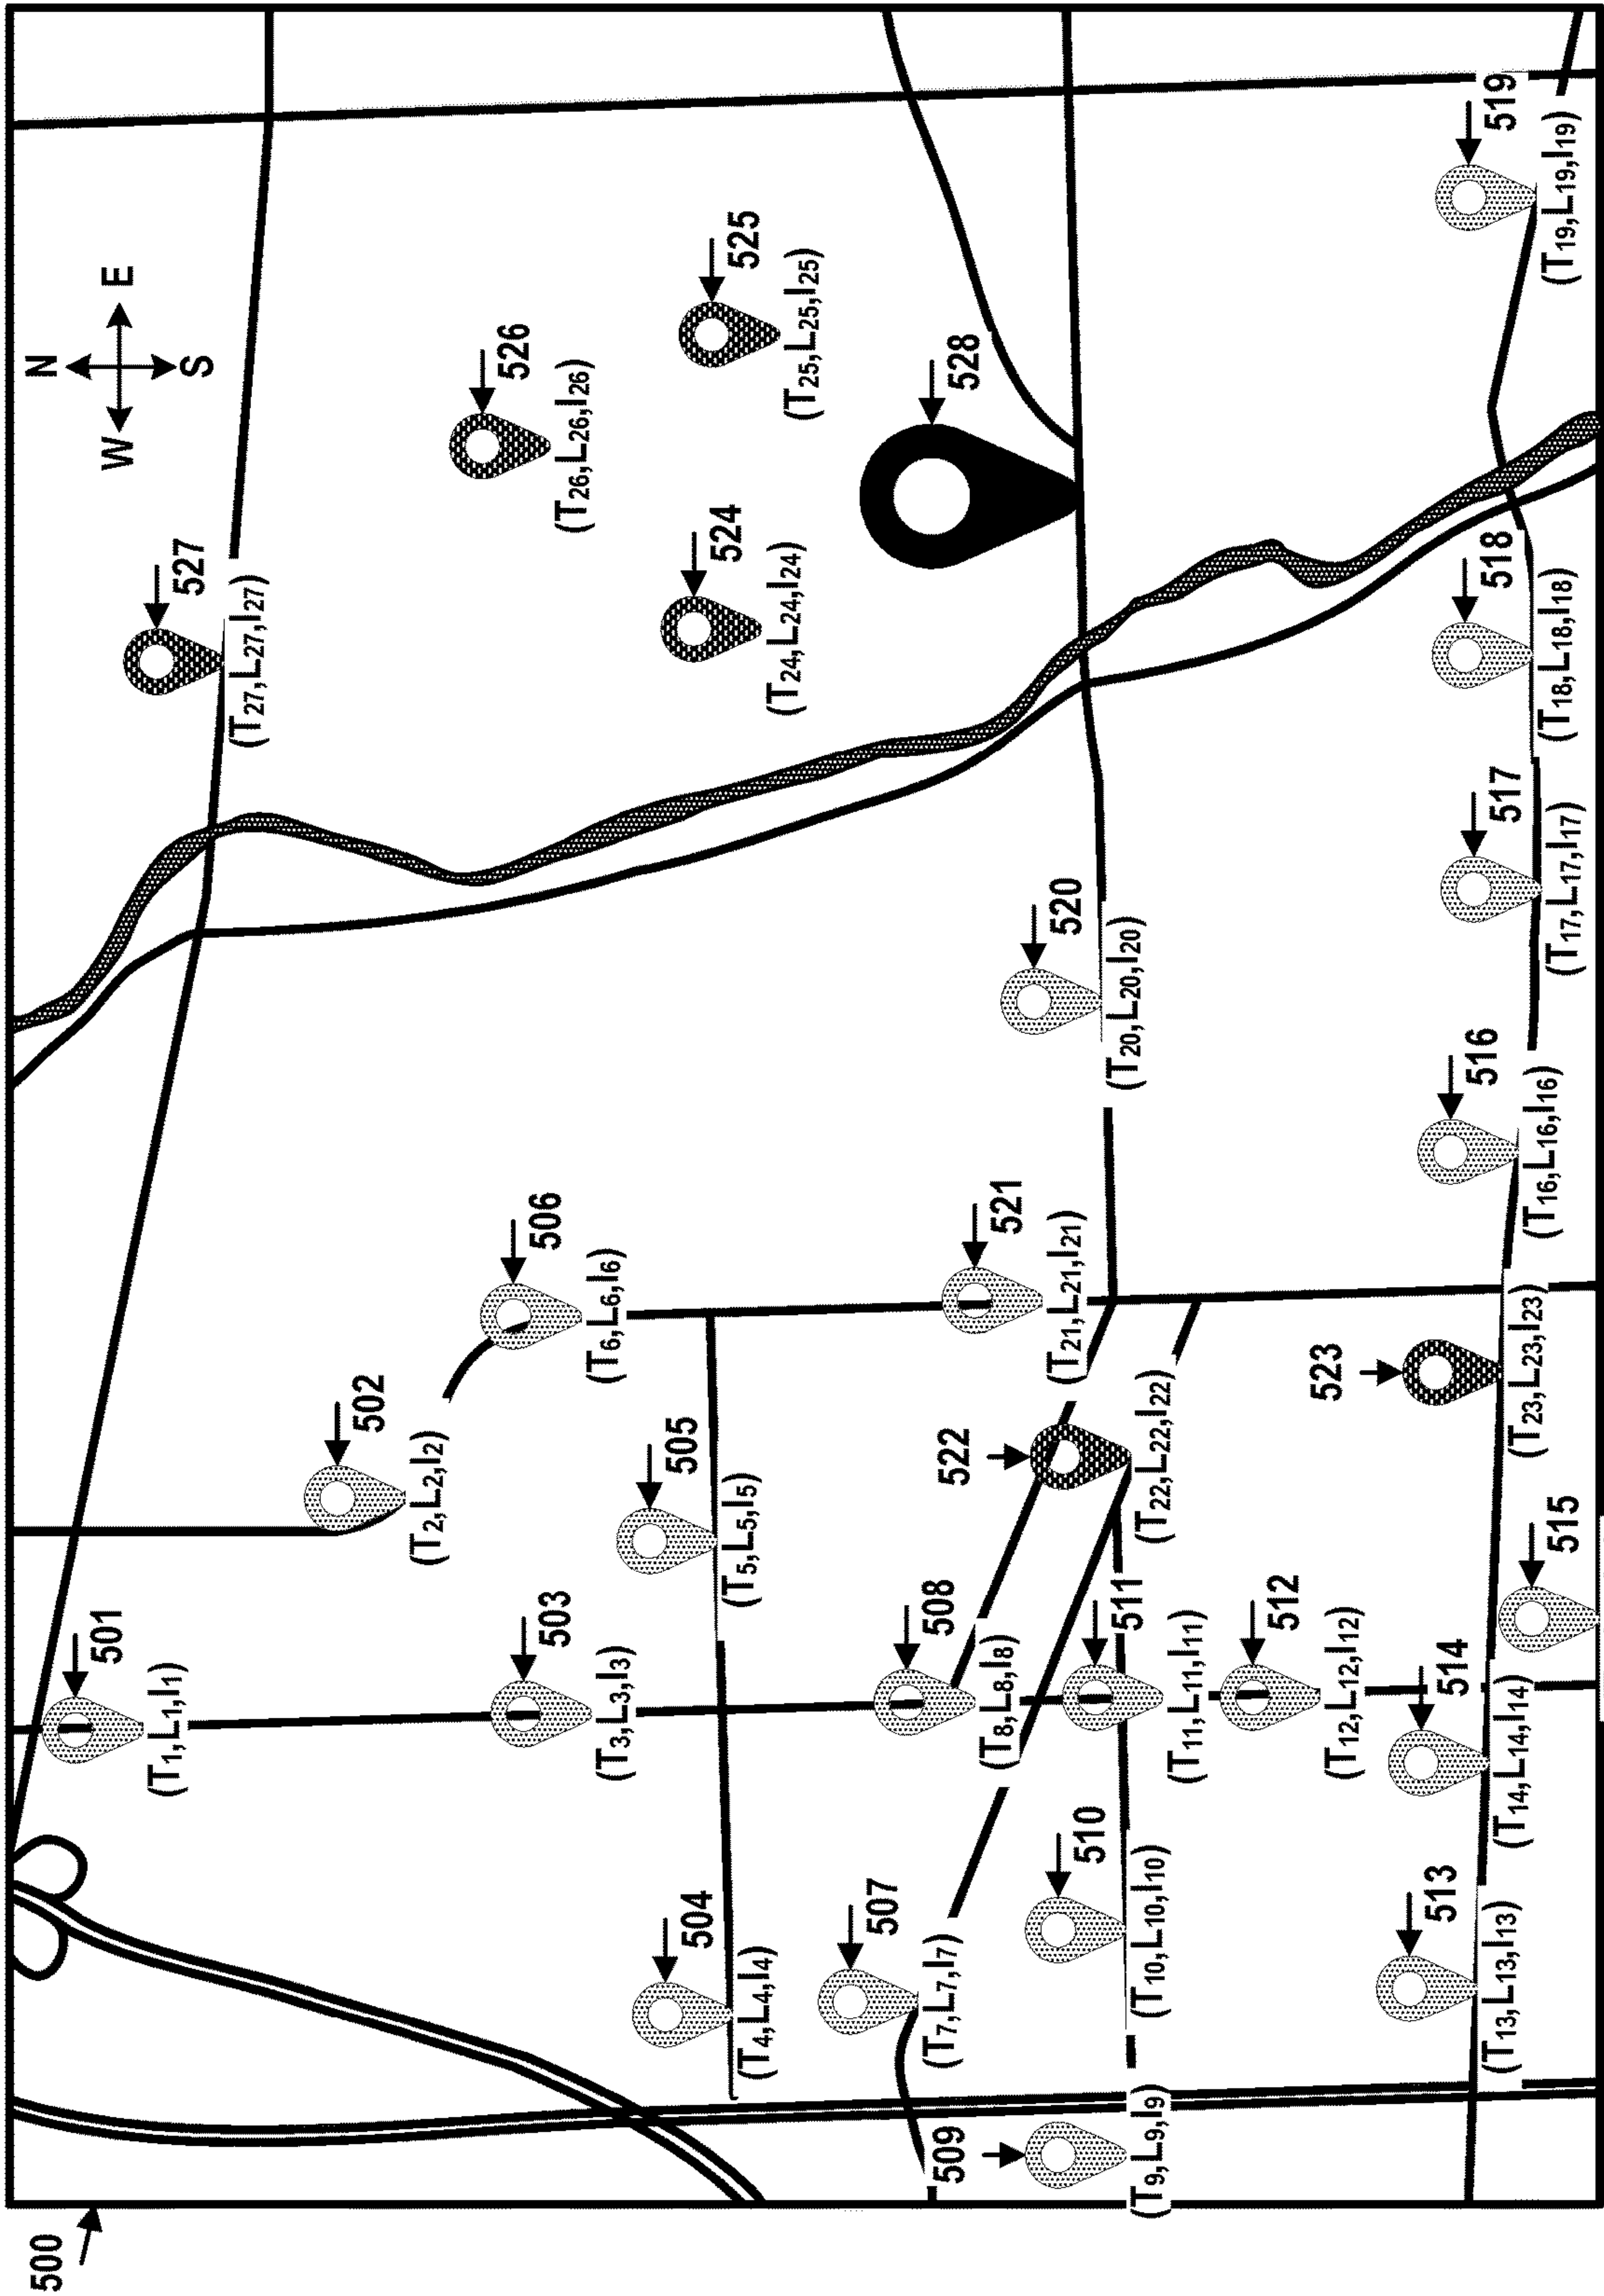 500
N
W E
S
501
(T1,L1,I1)
527
(T27,L27,I27)
502
(T2,L2,I2)
503
(T3,L3,I3)
506
(T6,L6,I6)
526
(T26,L26,I26)
504
(T4,L4,I4)
505
(T5,L5,I5)
524
(T24,L24,I24)
525
(T25,L25,I25)
507
(T7,L7,I7)
508
(T8,L8,I8)
528
509
(T9,L9,I9)
510
(T10,L10,I10)
511
(T11,L11,I11)
522
(T22,L22,I22)
521
(T21,L21,I21)
520
(T20,L20,I20)
512
(T12,L12,I12)
523
(T23,L23,I23)
513
(T13,L13,I13)
514
(T14,L14,I14)
515
516
(T16,L16,I16)
517
(T17,L17,I17)
518
(T18,L18,I18)
519
(T19,L19,I19)